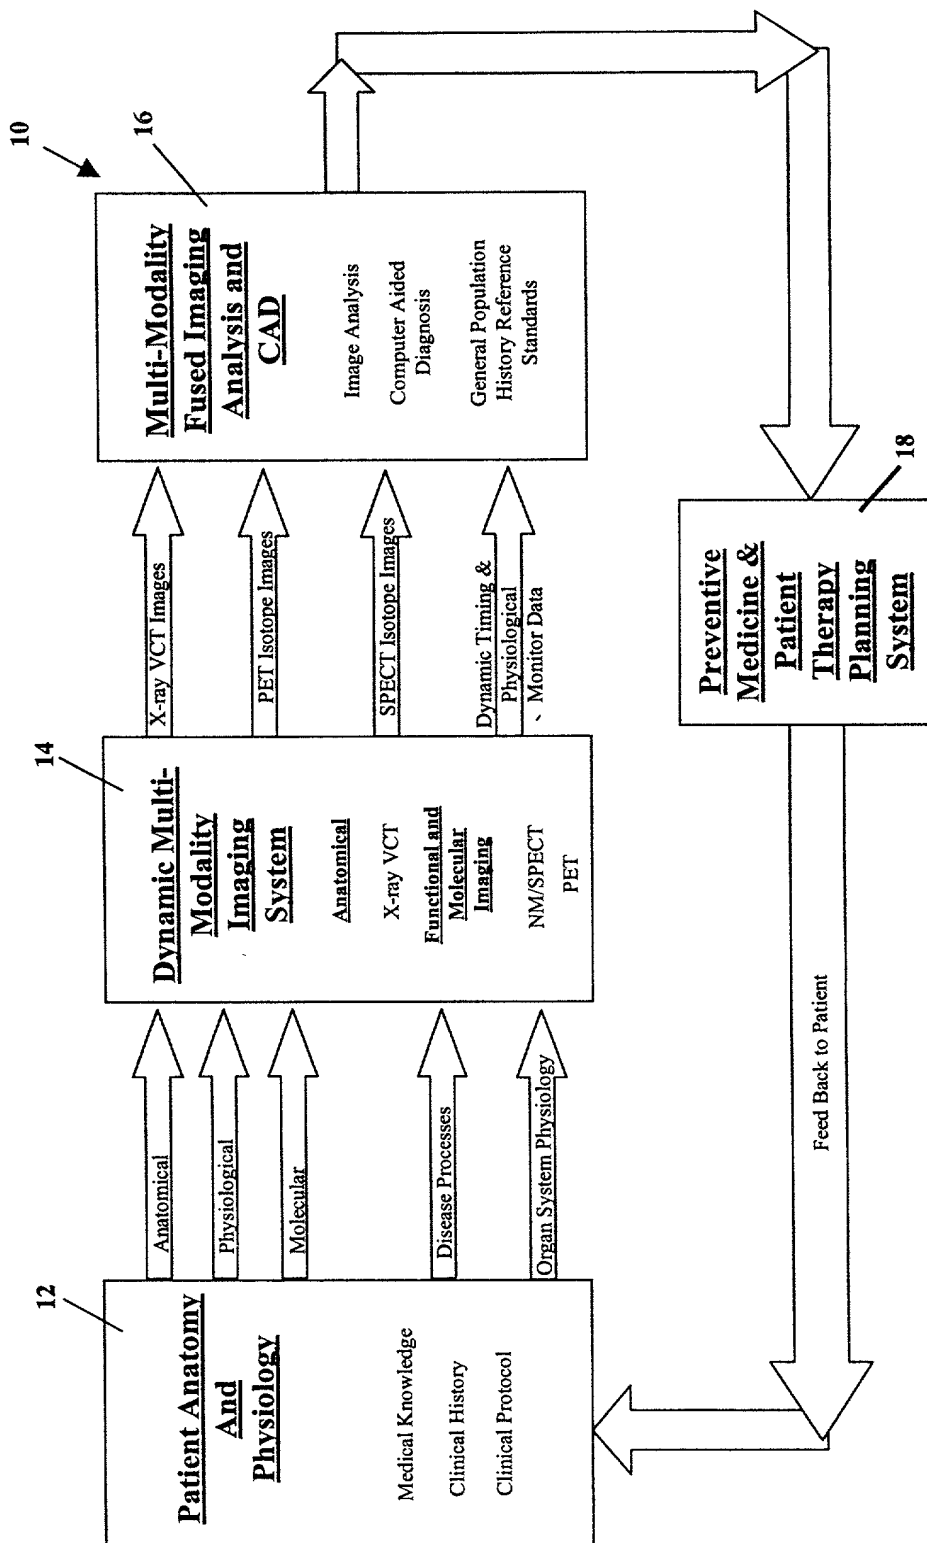 10
12
Patient Anatomy
And
Physiology
Medical Knowledge
Clinical History
Clinical Protocol
Anatomical
Physiological
Molecular
Disease Processes
Organ System Physiology
14
Dynamic Multi-
Modality
Imaging
System
Anatomical
X-ray VCT
Functional and
Molecular
Imaging
NM/SPECT
PET
X-ray VCT Images
PET Isotope Images
SPECT Isotope Images
Dynamic Timing &
Physiological
Monitor Data
16
Multi-Modality
Fused Imaging
Analysis and
CAD
Image Analysis
Computer Aided
Diagnosis
General Population
History Reference
Standards
18
Preventive
Medicine &
Patient
Therapy
Planning
System
Feed Back to Patient